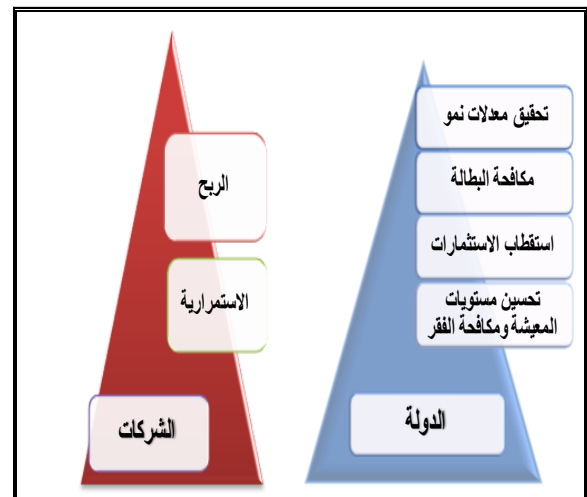 تحقيق معدلات نمو
مكافحة البطالة
استقطاب الاستثمارات
تحسين مستويات
المعيشة ومكافحة الفقر
الدولة
الربح
الاستمرارية
الشركات